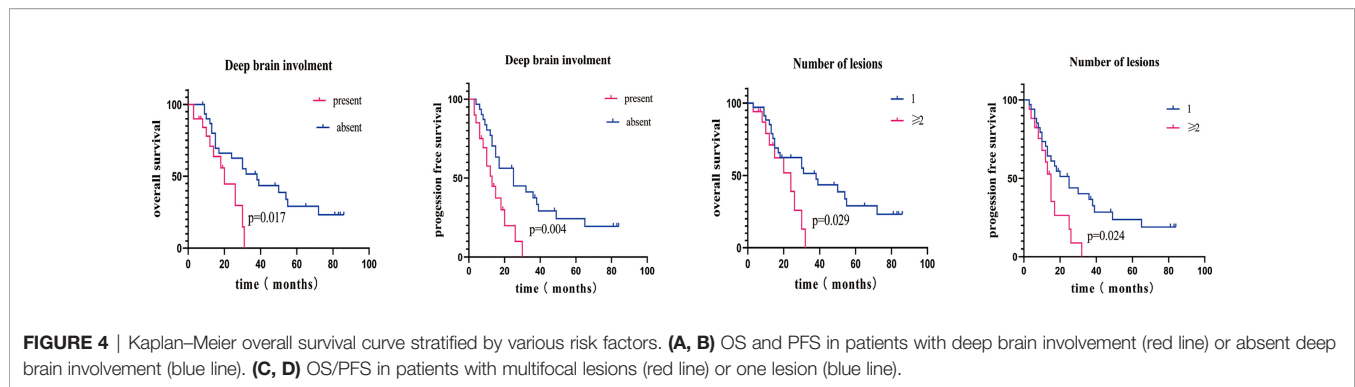 Deep brain involment
present
absent
overall survival
100
50
0
0 20 40 60 80 100
p=0.017
time ( months)
Deep brain involment
present
absent
progession free survival
100
50
0
0 20 40 60 80 100
p=0.004
time ( months)
Number of lesions
1
≥2
overall survival
100
50
0
0 20 40 60 80 100
p=0.029
time ( months)
Number of lesions
1
≥2
progession free survival
100
50
0
0 20 40 60 80 100
p=0.024
time ( months)
FIGURE 4 | Kaplan–Meier overall survival curve stratified by various risk factors. (A, B) OS and PFS in patients with deep brain involvement (red line) or absent deep
brain involvement (blue line). (C, D) OS/PFS in patients with multifocal lesions (red line) or one lesion (blue line).